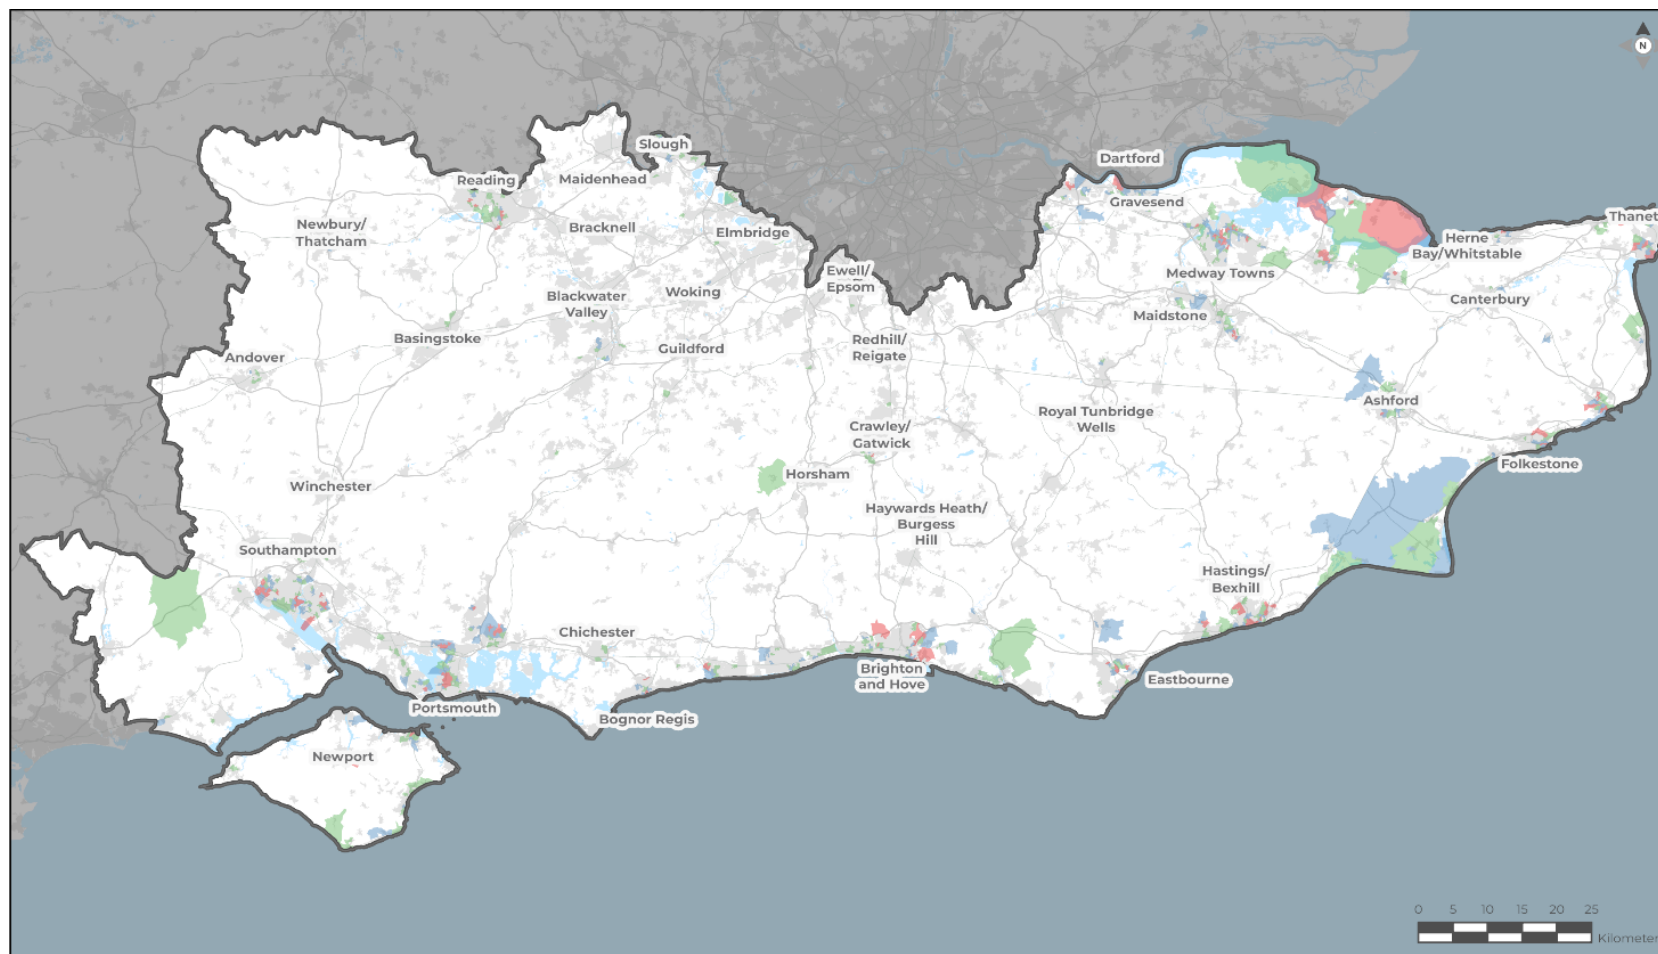 N
Slough
Dartford
Reading
Maidenhead
Gravesend
Thanet
Newbury/
Thatcham
Bracknell
Elmbridge
Herne
Bay/Whitstable
Ewell/
Epsom
Medway Towns
Blackwater
Valley
Woking
Canterbury
Maidstone
Basingstoke
Guildford
Redhill/
Reigate
Andover
Ashford
Royal Tunbridge
Wells
Crawley/
Gatwick
Horsham
Folkestone
Winchester
Haywards Heath/
Burgess
Hill
Southampton
Hastings/
Bexhill
Chichester
Brighton
and Hove
Eastbourne
Portsmouth
Bognor Regis
Newport
0 5 10 15 20 25
Kilometer